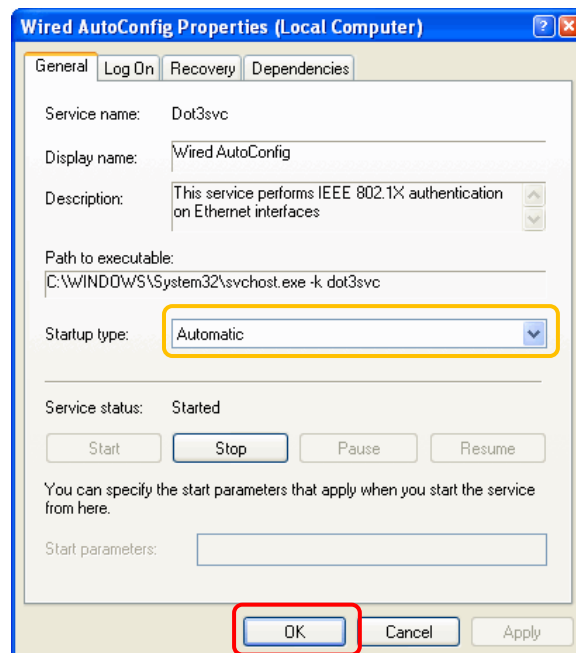 Wired AutoConfig Properties (Local Computer)
General Log On Recovery Dependencies
Service name: Dot3svc
Display name: Wired AutoConfig
Description: This service performs IEEE 802.1X authentication
on Ethernet interfaces
Path to executable:
C:\WINDOWS\System32\svchost.exe -k dot3svc
Startup type: Automatic
Service status: Started
Start Stop Pause Resume
You can specify the start parameters that apply when you start the service
from here.
Start parameters:
OK Cancel Apply